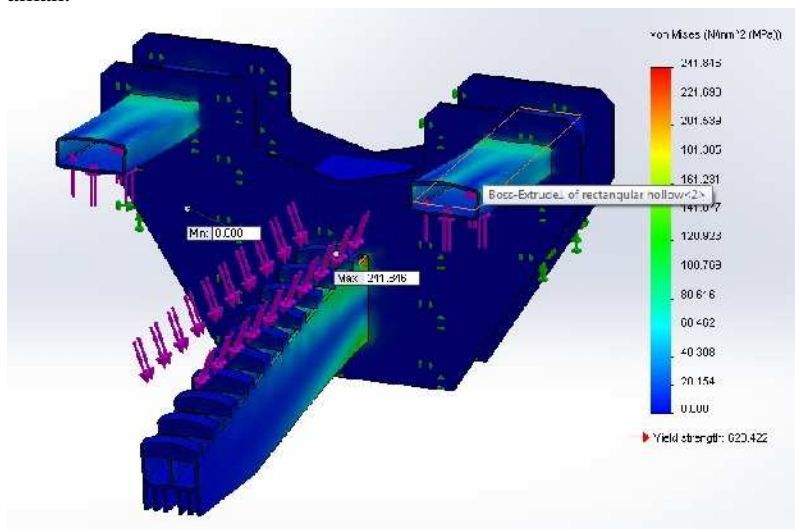 von Mises (N/mm^2 (MPa))
241.846
221.690
201.539
161.231
120.923
100.769
80.616
60.462
40.308
20.154
0.000
Yield strength: 620.422
Boss-Extrude1 of rectangular hollow<2>
Min: 0.000
Max: 241.846